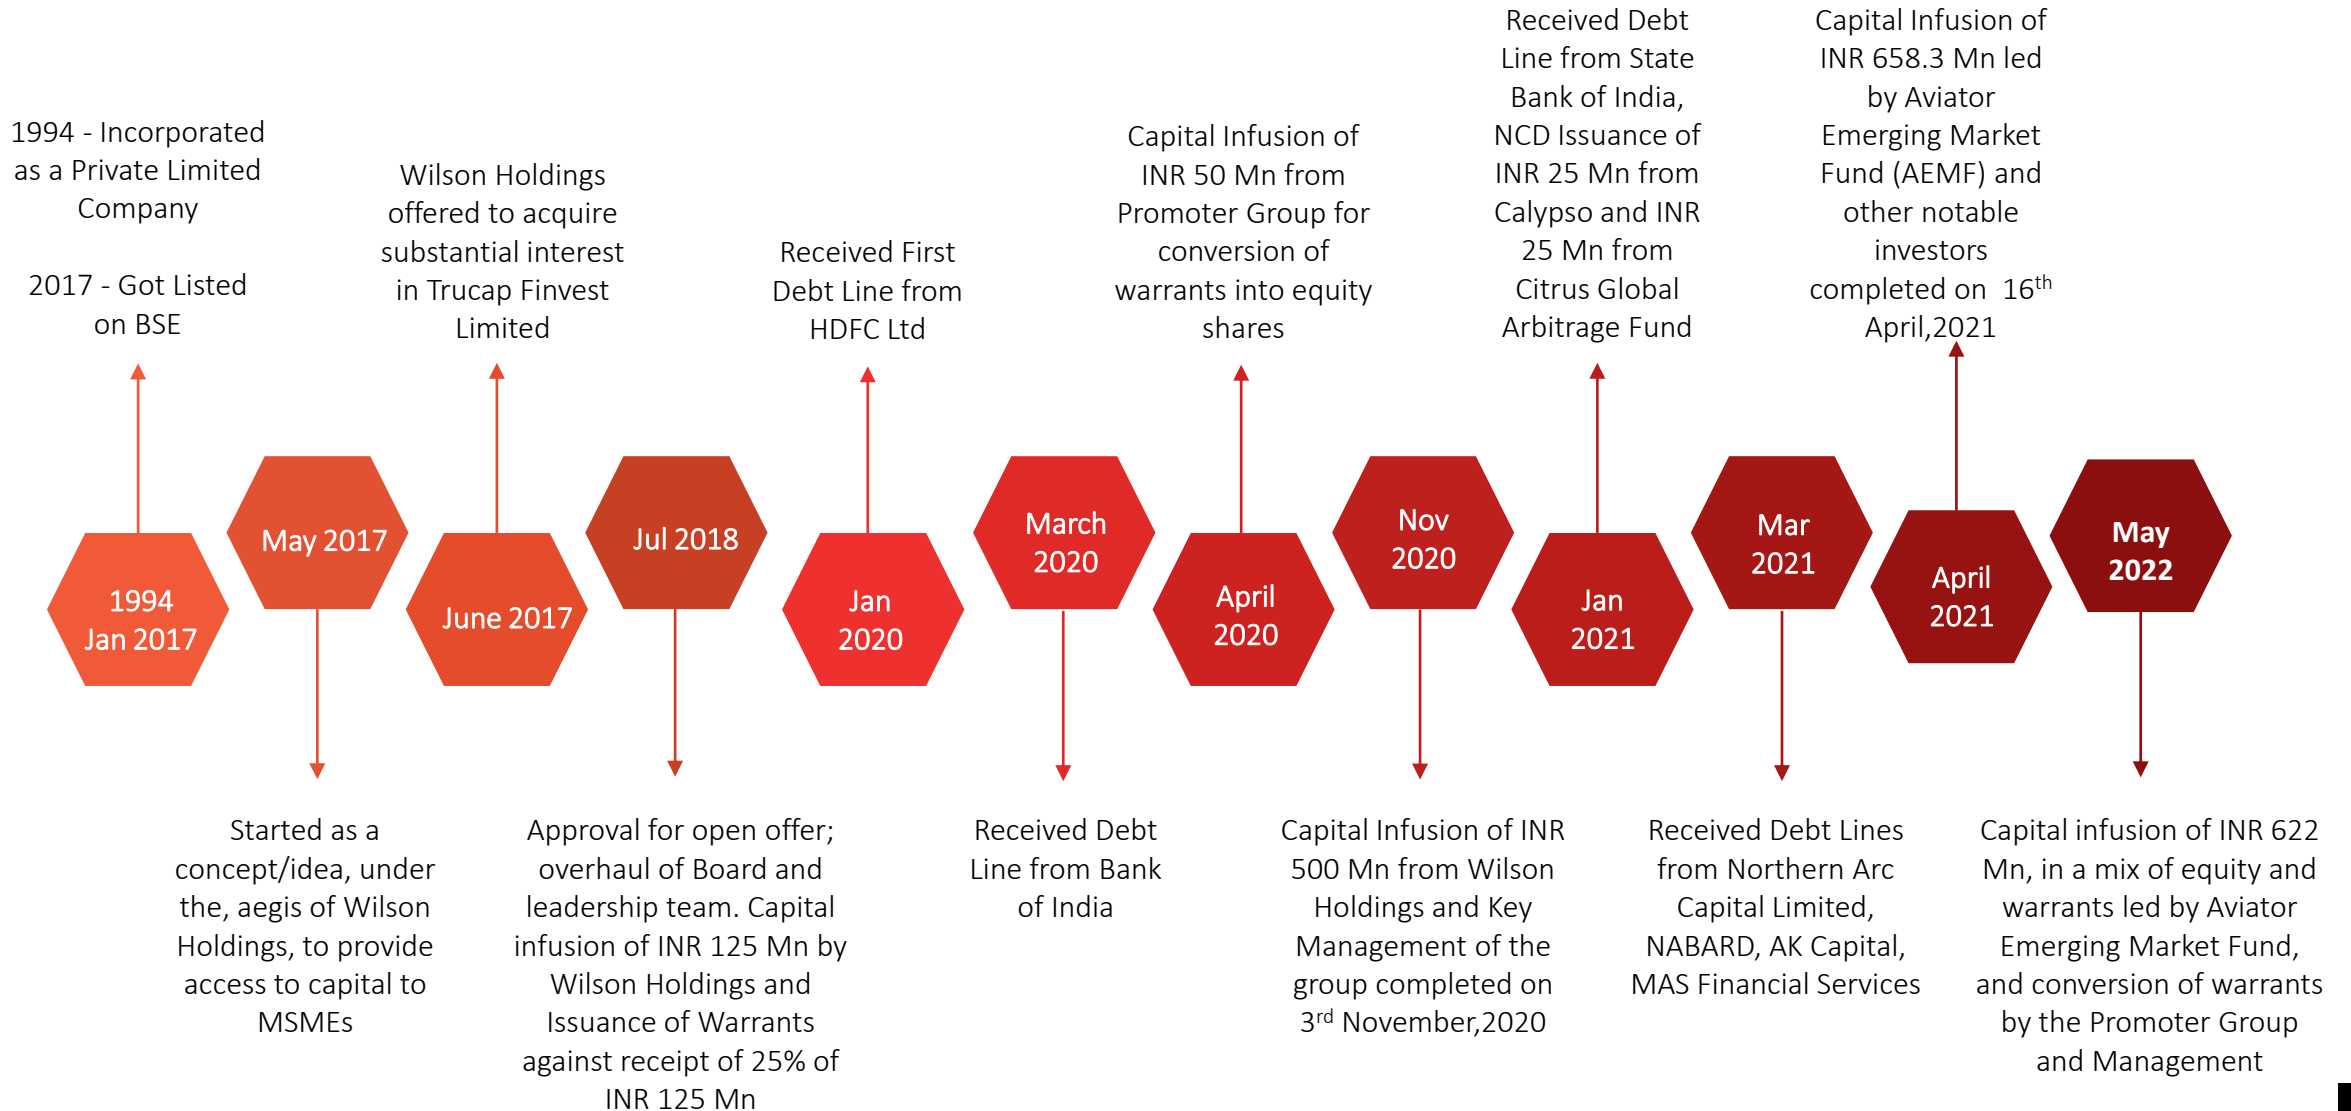 1994 - Incorporated
as a Private Limited
Company
2017 - Got Listed
on BSE
Wilson Holdings
offered to acquire
substantial interest
in Trucap Finvest
Limited
Received First
Debt Line from
HDFC Ltd
Capital Infusion of
INR 50 Mn from
Promoter Group for
conversion of
warrants into equity
shares
Received Debt
Line from State
Bank of India,
NCD Issuance of
INR 25 Mn from
Calypso and INR
25 Mn from
Citrus Global
Arbitrage Fund
Capital Infusion of
INR 658.3 Mn led
by Aviator
Emerging Market
Fund (AEMF) and
other notable
investors
completed on 16th
April,2021
1994
Jan 2017
May 2017
June 2017
Jul 2018
Jan
2020
March
2020
April
2020
Nov
2020
Jan
2021
Mar
2021
April
2021
May
2022
Started as a
concept/idea, under
the, aegis of Wilson
Holdings, to provide
access to capital to
MSMEs
Approval for open offer;
overhaul of Board and
leadership team. Capital
infusion of INR 125 Mn by
Wilson Holdings and
Issuance of Warrants
against receipt of 25% of
INR 125 Mn
Received Debt
Line from Bank
of India
Capital Infusion of INR
500 Mn from Wilson
Holdings and Key
Management of the
group completed on
3rd November,2020
Received Debt Lines
from Northern Arc
Capital Limited,
NABARD, AK Capital,
MAS Financial Services
Capital infusion of INR 622
Mn, in a mix of equity and
warrants led by Aviator
Emerging Market Fund,
and conversion of warrants
by the Promoter Group
and Management